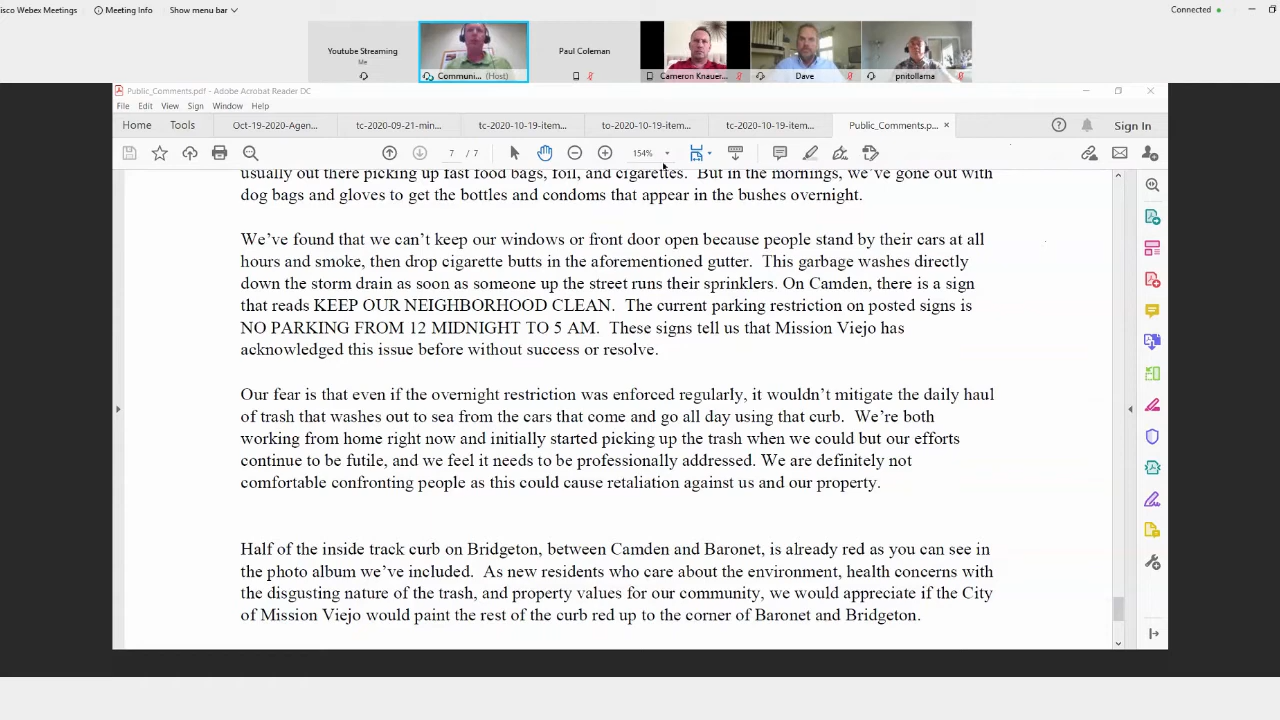 isco Webex Meetings
Meeting Info
Show menu bar
Connected
Youtube Streaming
Me
Communi... (Host)
Paul Coleman
Cameron Knauer...
Dave
pnitollama
Public_Comments.pdf - Adobe Acrobat Reader DC
File Edit View Sign Window Help
Home Tools Oct-19-2020-Agen... tc-2020-09-21-min... tc-2020-10-19-item... to-2020-10-19-item... tc-2020-10-19-item... Public_Comments.p... × Sign In
7 / 7 154%
usually out there picking up fast food bags, foil, and cigarettes. But in the mornings, we've gone out with
dog bags and gloves to get the bottles and condoms that appear in the bushes overnight.
We've found that we can't keep our windows or front door open because people stand by their cars at all
hours and smoke, then drop cigarette butts in the aforementioned gutter. This garbage washes directly
down the storm drain as soon as someone up the street runs their sprinklers. On Camden, there is a sign
that reads KEEP OUR NEIGHBORHOOD CLEAN. The current parking restriction on posted signs is
NO PARKING FROM 12 MIDNIGHT TO 5 AM. These signs tell us that Mission Viejo has
acknowledged this issue before without success or resolve.
Our fear is that even if the overnight restriction was enforced regularly, it wouldn't mitigate the daily haul
of trash that washes out to sea from the cars that come and go all day using that curb. We're both
working from home right now and initially started picking up the trash when we could but our efforts
continue to be futile, and we feel it needs to be professionally addressed. We are definitely not
comfortable confronting people as this could cause retaliation against us and our property.
Half of the inside track curb on Bridgeton, between Camden and Baronet, is already red as you can see in
the photo album we've included. As new residents who care about the environment, health concerns with
the disgusting nature of the trash, and property values for our community, we would appreciate if the City
of Mission Viejo would paint the rest of the curb red up to the corner of Baronet and Bridgeton.